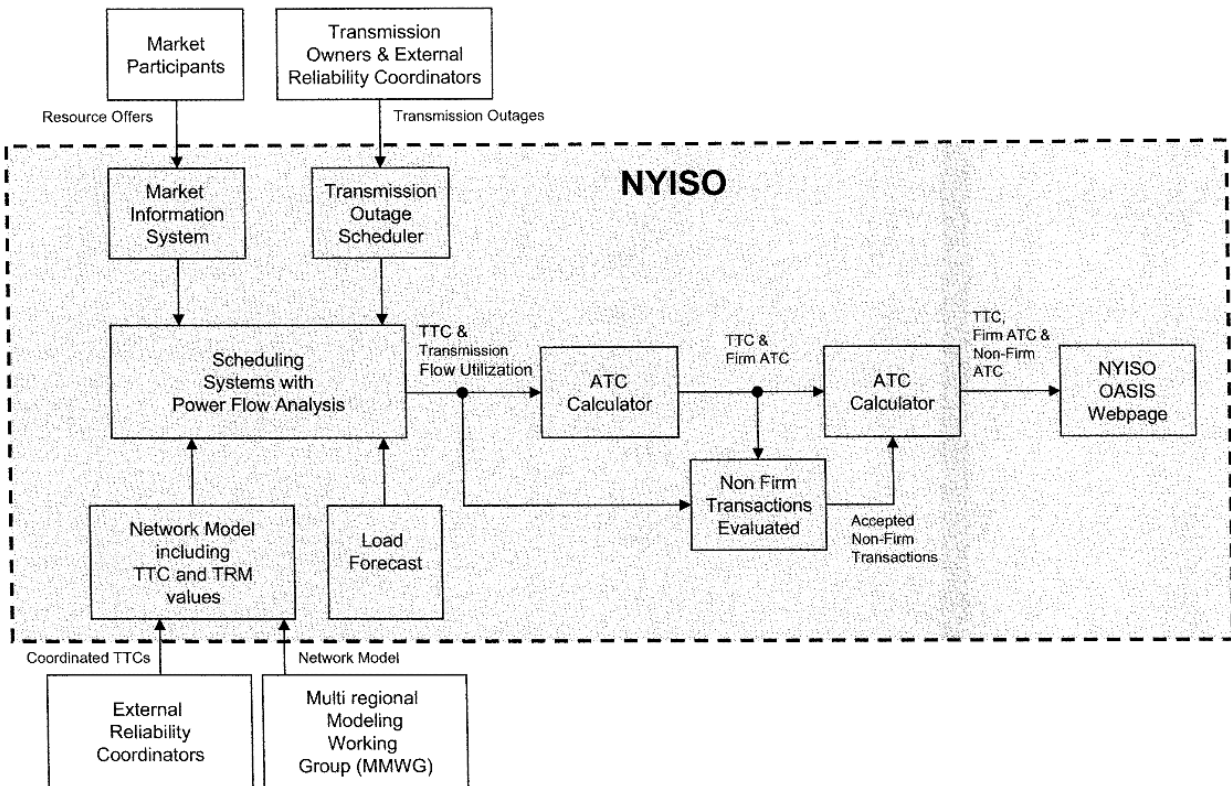 Market
Participants
Transmission
Owners & External
Reliability Coordinators
Resource Offers
Transmission Outages
NYISO
Market
Information
System
Transmission
Outage
Scheduler
Scheduling
Systems with
Power Flow Analysis
TTC &
Transmission
Flow Utilization
ATC
Calculator
TTC &
Firm ATC
ATC
Calculator
TTC,
Firm ATC &
Non-Firm
ATC
NYISO
OASIS
Webpage
Network Model
including
TTC and TRM
values
Load
Forecast
Non Firm
Transactions
Evaluated
Accepted
Non-Firm
Transactions
Coordinated TTCs
Network Model
External
Reliability
Coordinators
Multi regional
Modeling
Working
Group (MMWG)